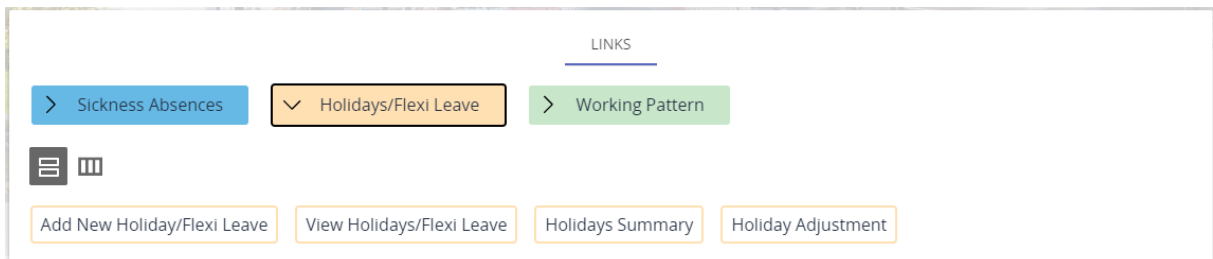 LINKS
Sickness Absences Holidays/Flexi Leave Working Pattern
Add New Holiday/Flexi Leave View Holidays/Flexi Leave Holidays Summary Holiday Adjustment